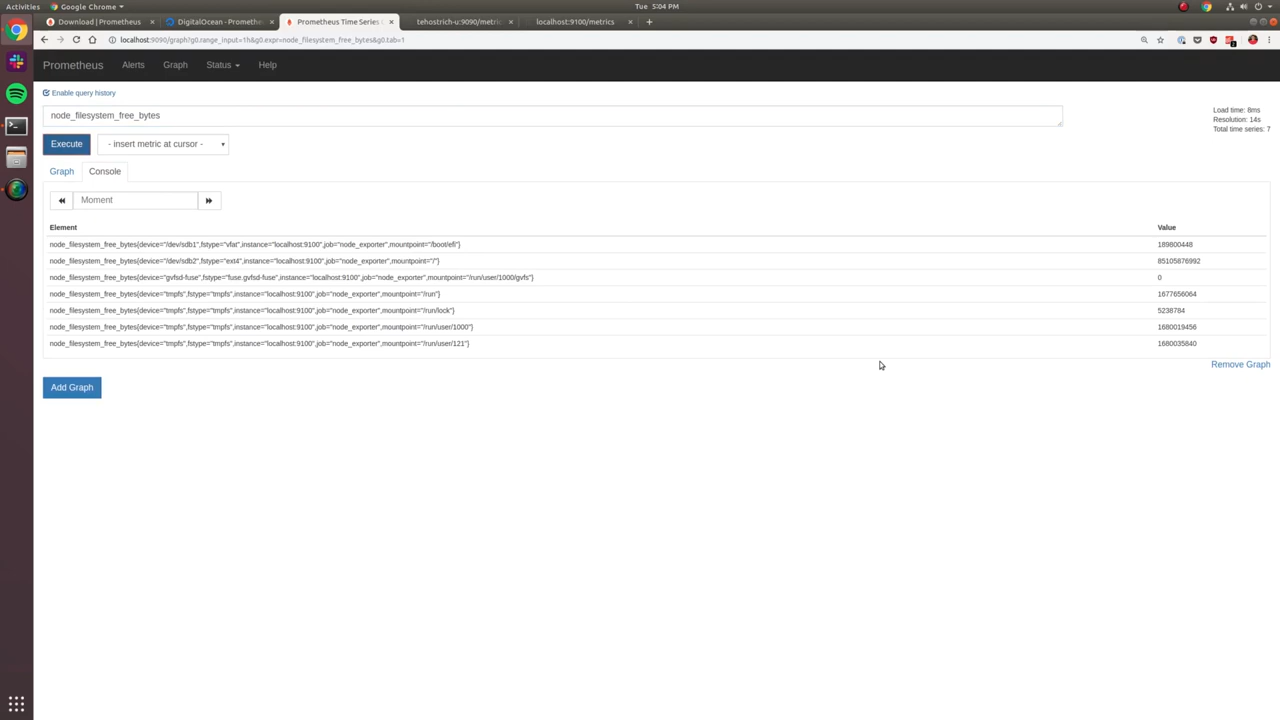 Activities
Google Chrome
Tue 5:04 PM
Download | Prometheus
DigitalOcean - Prometheu
Prometheus Time Series C
tehostrich-u:9090/metric
localhost:9100/metrics
localhost:9090/graph?g0.range_input=1h&g0.expr=node_filesystem_free_bytes&g0.tab=1
Prometheus
Alerts
Graph
Status
Help
Enable query history
node_filesystem_free_bytes
Load time: 8ms
Resolution: 14s
Total time series: 7
Execute
- insert metric at cursor -
Graph
Console
Moment
Element Value
node_filesystem_free_bytes{device="/dev/sdb1",fstype="vfat",instance="localhost:9100",job="node_exporter",mountpoint="/boot/efi"} 189800448
node_filesystem_free_bytes{device="/dev/sdb2",fstype="ext4",instance="localhost:9100",job="node_exporter",mountpoint="/"} 85105876992
node_filesystem_free_bytes{device="gvfsd-fuse",fstype="fuse.gvfsd-fuse",instance="localhost:9100",job="node_exporter",mountpoint="/run/user/1000/gvfs"} 0
node_filesystem_free_bytes{device="tmpfs",fstype="tmpfs",instance="localhost:9100",job="node_exporter",mountpoint="/run"} 1677656064
node_filesystem_free_bytes{device="tmpfs",fstype="tmpfs",instance="localhost:9100",job="node_exporter",mountpoint="/run/lock"} 5238784
node_filesystem_free_bytes{device="tmpfs",fstype="tmpfs",instance="localhost:9100",job="node_exporter",mountpoint="/run/user/1000"} 1680019456
node_filesystem_free_bytes{device="tmpfs",fstype="tmpfs",instance="localhost:9100",job="node_exporter",mountpoint="/run/user/121"} 1680035840
Remove Graph
Add Graph